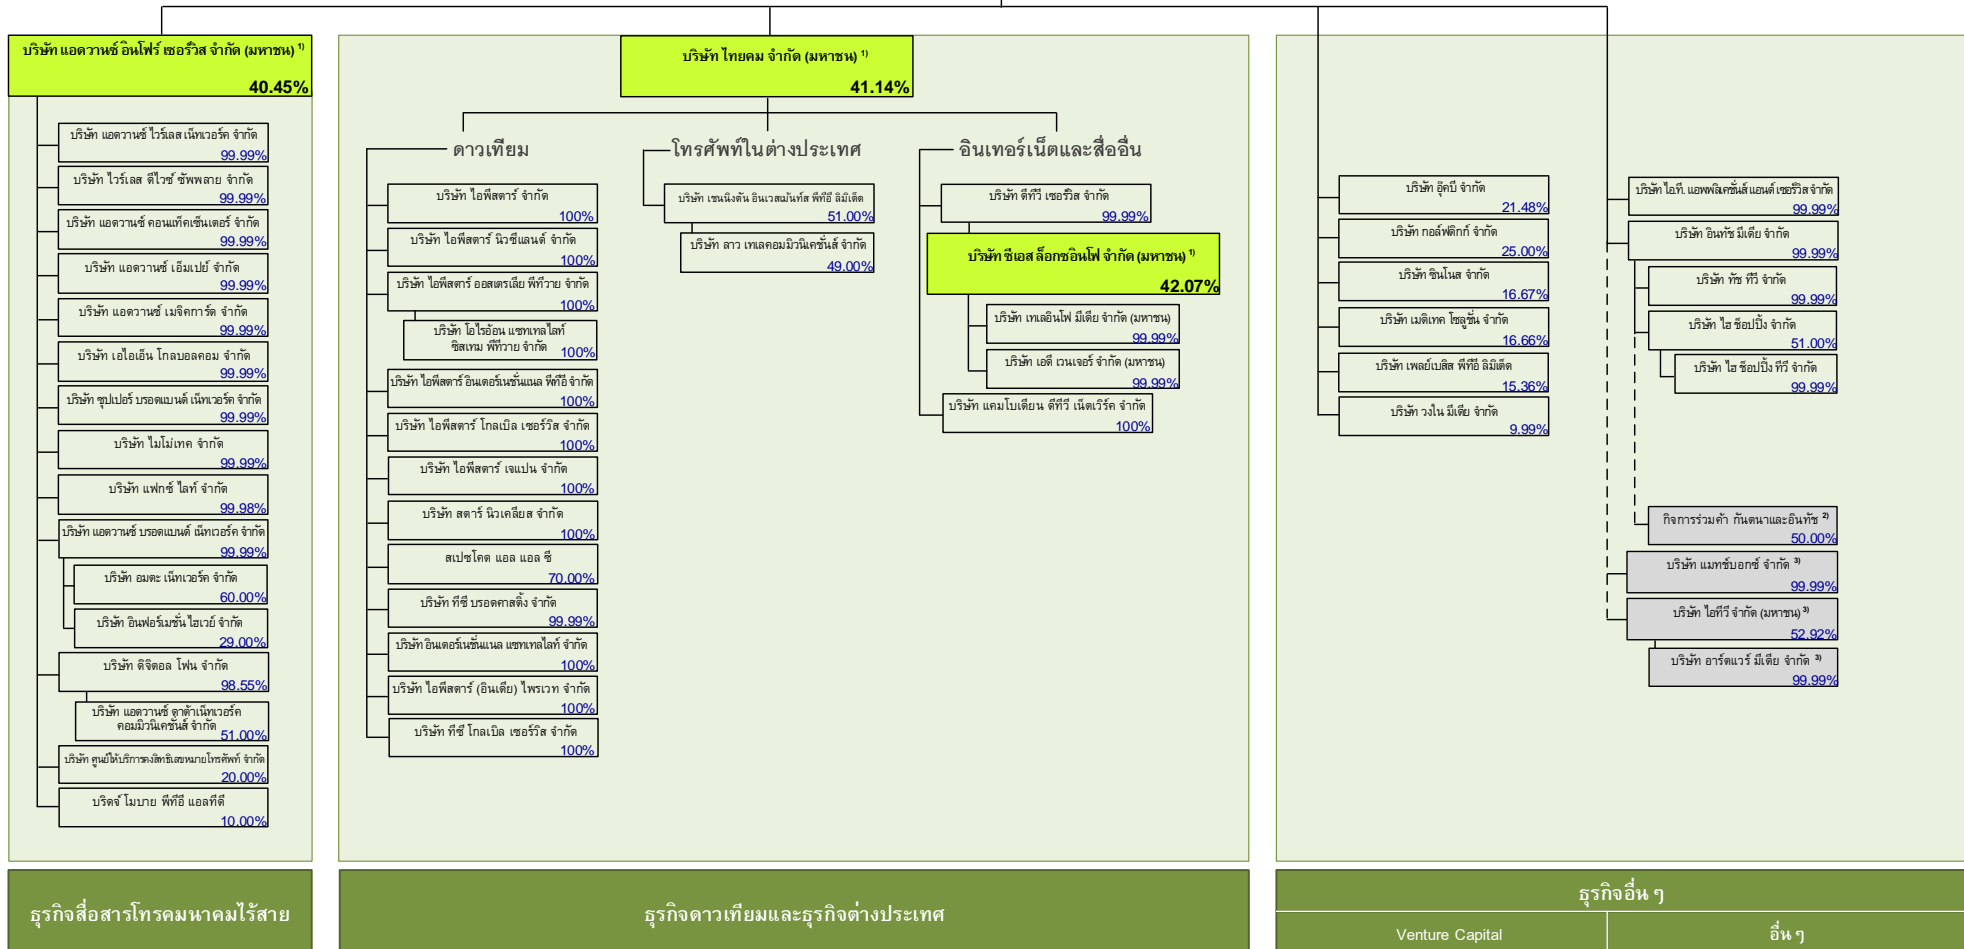 บริษัท แอดวานซ์ อินโฟร์ เซอร์วิส จำกัด (มหาชน) ¹⁾
40.45%
บริษัท แอดวานซ์ ไวร์เลส เน็ทเวอร์ค จำกัด
99.99%
บริษัท ไวร์เลส ดีไวซ์ ซัพพลาย จำกัด
99.99%
บริษัท แอดวานซ์ คอนแท็คเซ็นเตอร์ จำกัด
99.99%
บริษัท แอดวานซ์ เอ็มเปย์ จำกัด
99.99%
บริษัท แอดวานซ์ เมจิคการ์ด จำกัด
99.99%
บริษัท เอไอเอ็น โกลบอลคอม จำกัด
99.99%
บริษัท ซุปเปอร์ บรอดแบนด์ เน็ทเวอร์ค จำกัด
99.99%
บริษัท ไมโม่เทค จำกัด
99.99%
บริษัท แฟกซ์ ไลท์ จำกัด
99.98%
บริษัท แอดวานซ์ บรอดแบนด์ เน็ทเวอร์ค จำกัด
99.99%
บริษัท อมตะ เน็ทเวอร์ค จำกัด
60.00%
บริษัท อินฟอร์เมชั่น ไฮเวย์ จำกัด
29.00%
บริษัท ดิจิตอล โฟน จำกัด
98.55%
บริษัท แอดวานซ์ ดาต้าเน็ทเวอร์ค
คอมมิวนิเคชั่นส์ จำกัด
51.00%
บริษัท ศูนย์ให้บริการคงสิทธิเลขหมายโทรศัพท์ จำกัด
20.00%
บริดจ์ โมบาย พีทีอี แอลทีดี
10.00%
ธุรกิจสื่อสารโทรคมนาคมไร้สาย
บริษัท ไทยคม จำกัด (มหาชน) ¹⁾
41.14%
ดาวเทียม
บริษัท ไอพีสตาร์ จำกัด
100%
บริษัท ไอพีสตาร์ นิวซีแลนด์ จำกัด
100%
บริษัท ไอพีสตาร์ ออสเตรเลีย พีทีวาย จำกัด
100%
บริษัท โอไรอ้อน แซทเทลไลท์
ซิสเทม พีทีวาย จำกัด
100%
บริษัท ไอพีสตาร์ อินเตอร์เนชั่นแนล พีทีอี จำกัด
100%
บริษัท ไอพีสตาร์ โกลเบิล เซอร์วิส จำกัด
100%
บริษัท ไอพีสตาร์ เจแปน จำกัด
100%
บริษัท สตาร์ นิวเคลียส จำกัด
100%
สเปซโคด แอล แอล ซี
70.00%
บริษัท ทีซี บรอดคาสติ้ง จำกัด
99.99%
บริษัท อินเตอร์เนชั่นแนล แซทเทลไลท์ จำกัด
100%
บริษัท ไอพีสตาร์ (อินเดีย) ไพรเวท จำกัด
100%
บริษัท ทีซี โกลเบิล เซอร์วิส จำกัด
100%
โทรศัพท์ในต่างประเทศ
บริษัท เชนนิงตัน อินเวสเม้นท์ส พีทีอี ลิมิเต็ด
51.00%
บริษัท ลาว เทเลคอมมิวนิเคชั่นส์ จำกัด
49.00%
อินเทอร์เน็ตและสื่ออื่น
บริษัท ดีทีวี เซอร์วิส จำกัด
99.99%
บริษัท ซีเอส ล็อกซอินโฟ จำกัด (มหาชน) ¹⁾
42.07%
บริษัท เทเลอินโฟ มีเดีย จำกัด (มหาชน)
99.99%
บริษัท เอดี เวนเจอร์ จำกัด (มหาชน)
99.99%
บริษัท แคมโบเดียน ดีทีวี เน็ตเวิร์ค จำกัด
100%
ธุรกิจดาวเทียมและธุรกิจต่างประเทศ
บริษัท อุ๊คบี จำกัด
21.48%
บริษัท กอล์ฟดิกก์ จำกัด
25.00%
บริษัท ซินโนส จำกัด
16.67%
บริษัท เมดิเทค โซลูชั่น จำกัด
16.66%
บริษัท เพลย์เบสิส พีทีอี ลิมิเต็ด
15.36%
บริษัท วงใน มีเดีย จำกัด
9.99%
บริษัท ไอ.ที. แอพพลิเคชั่นส์ แอนด์ เซอร์วิส จำกัด
99.99%
บริษัท อินทัช มีเดีย จำกัด
99.99%
บริษัท ทัช ทีวี จำกัด
99.99%
บริษัท ไฮ ช็อปปิ้ง จำกัด
51.00%
บริษัท ไฮ ช็อปปิ้ง ทีวี จำกัด
99.99%
กิจการร่วมค้า กันตนาและอินทัช ²⁾
50.00%
บริษัท แมทช์บอกซ์ จำกัด ³⁾
99.99%
บริษัท ไอทีวี จำกัด (มหาชน) ³⁾
52.92%
บริษัท อาร์ตแวร์ มีเดีย จำกัด ³⁾
99.99%
ธุรกิจอื่น ๆ
Venture Capital
อื่น ๆ